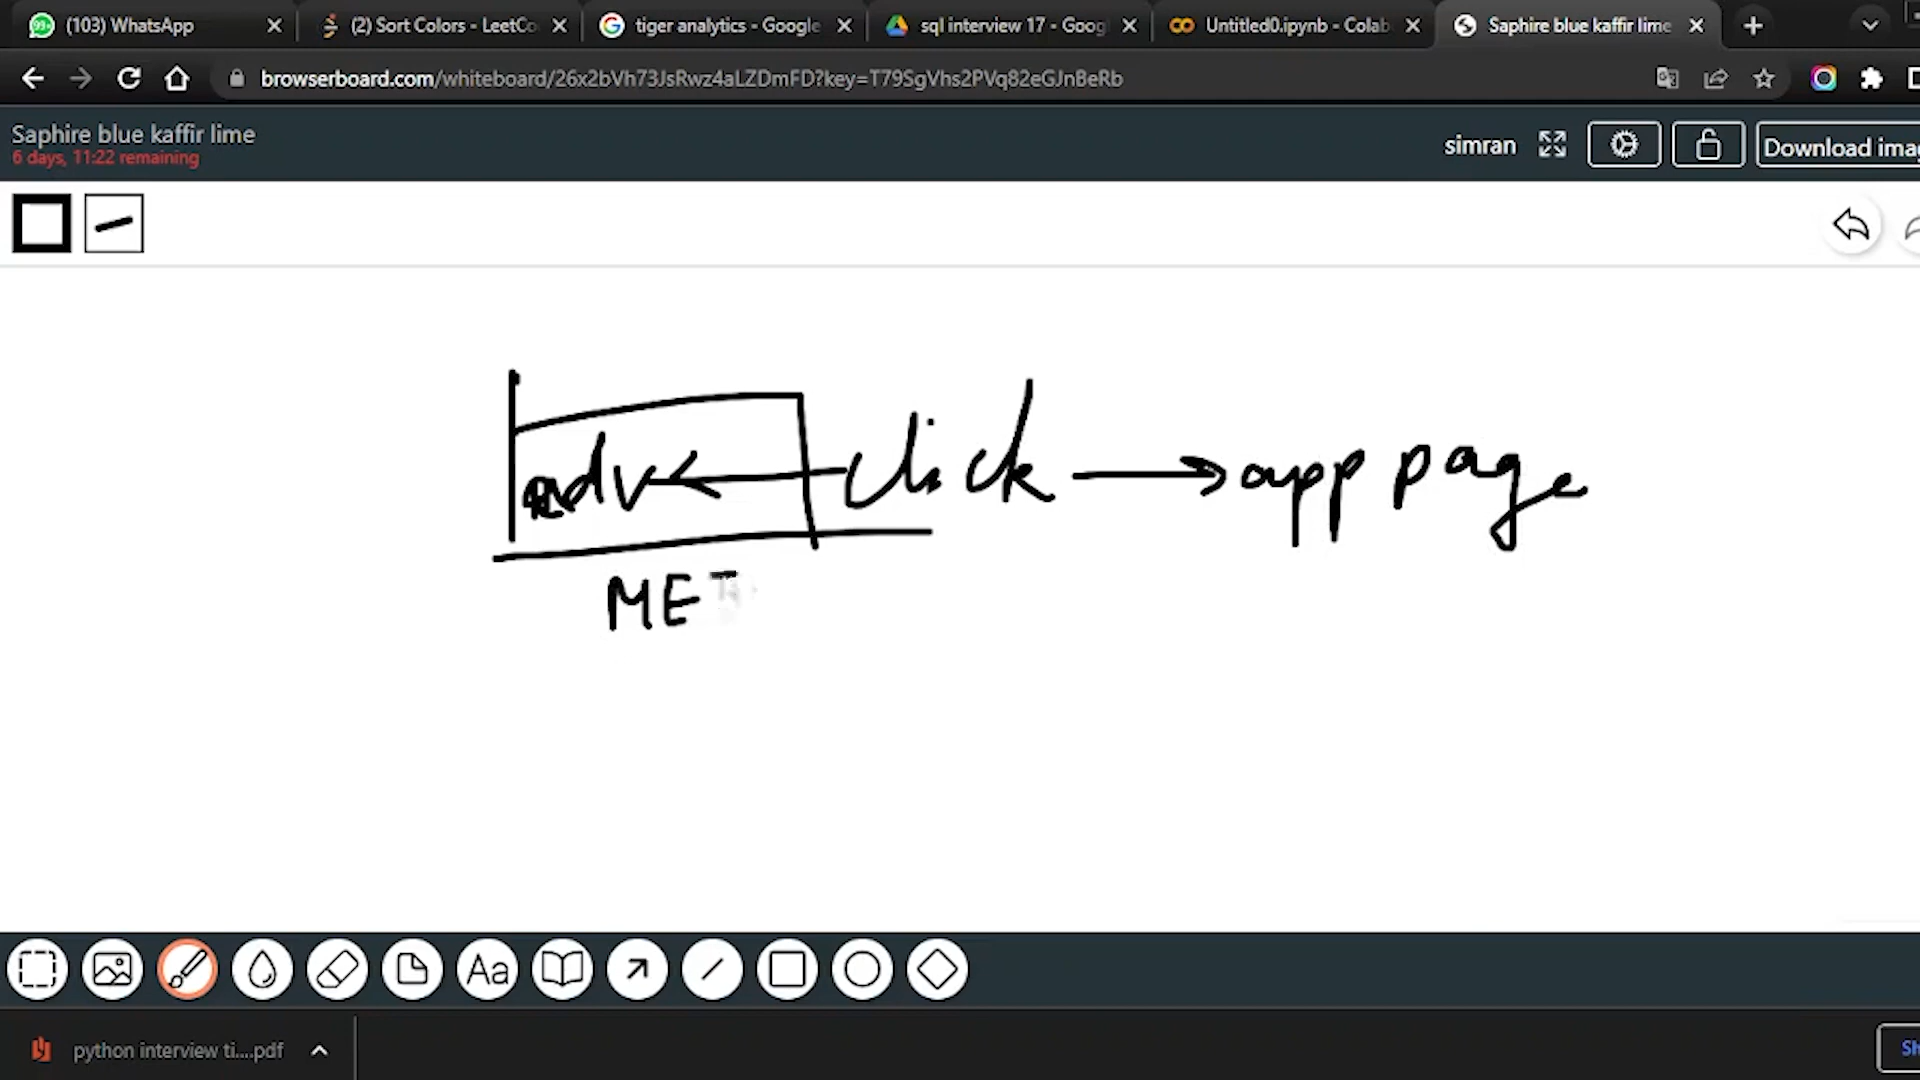 (103) WhatsApp
(2) Sort Colors - LeetCo
tiger analytics - Google
sql interview 17 - Goog
Untitled0.ipynb - Colab
Saphire blue kaffir lime
browserboard.com/whiteboard/26x2bVh73JsRwz4aLZDmFD?key=T79SgVhs2PVq82eGJnBeRb
Saphire blue kaffir lime
6 days, 11:22 remaining
simran
Download imag
adv click app page
MET
Aa
python interview ti....pdf
Sh